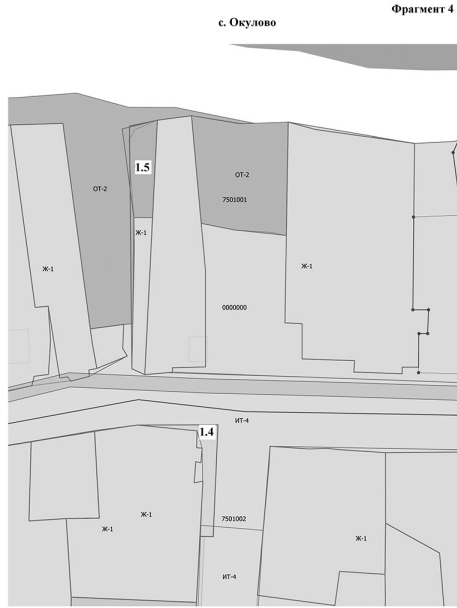 Фрагмент 4
с. Окулово
1.5
ОТ-2
ОТ-2
7501001
Ж-1
Ж-1
Ж-1
0000000
ИТ-4
1.4
Ж-1
7501002
Ж-1
Ж-1
ИТ-4